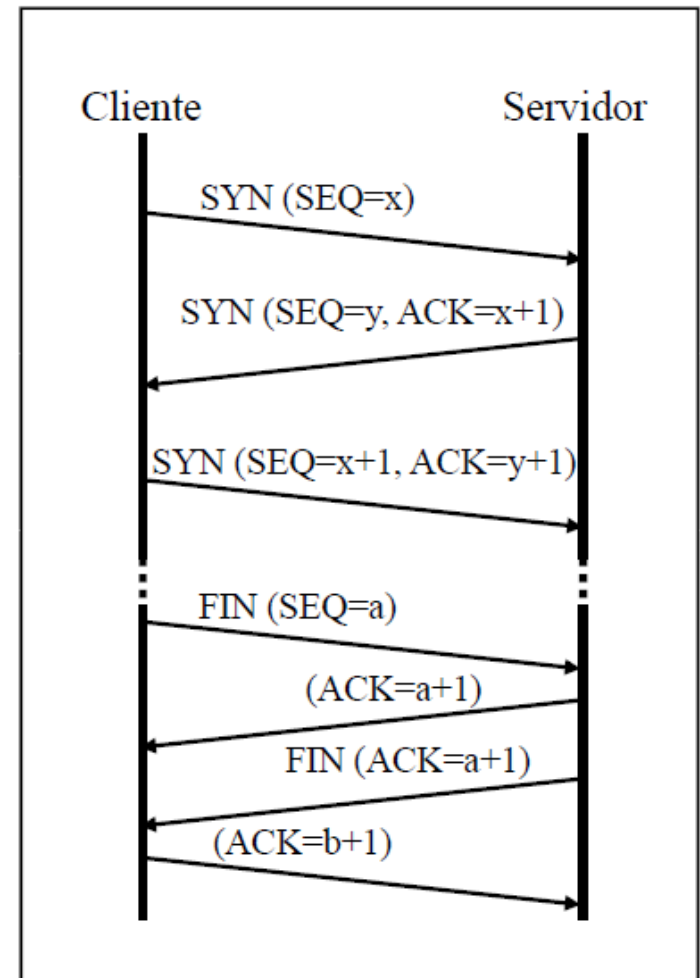 Cliente Servidor
SYN (SEQ=x)
SYN (SEQ=y, ACK=x+1)
SYN (SEQ=x+1, ACK=y+1)
FIN (SEQ=a)
(ACK=a+1)
FIN (ACK=a+1)
(ACK=b+1)